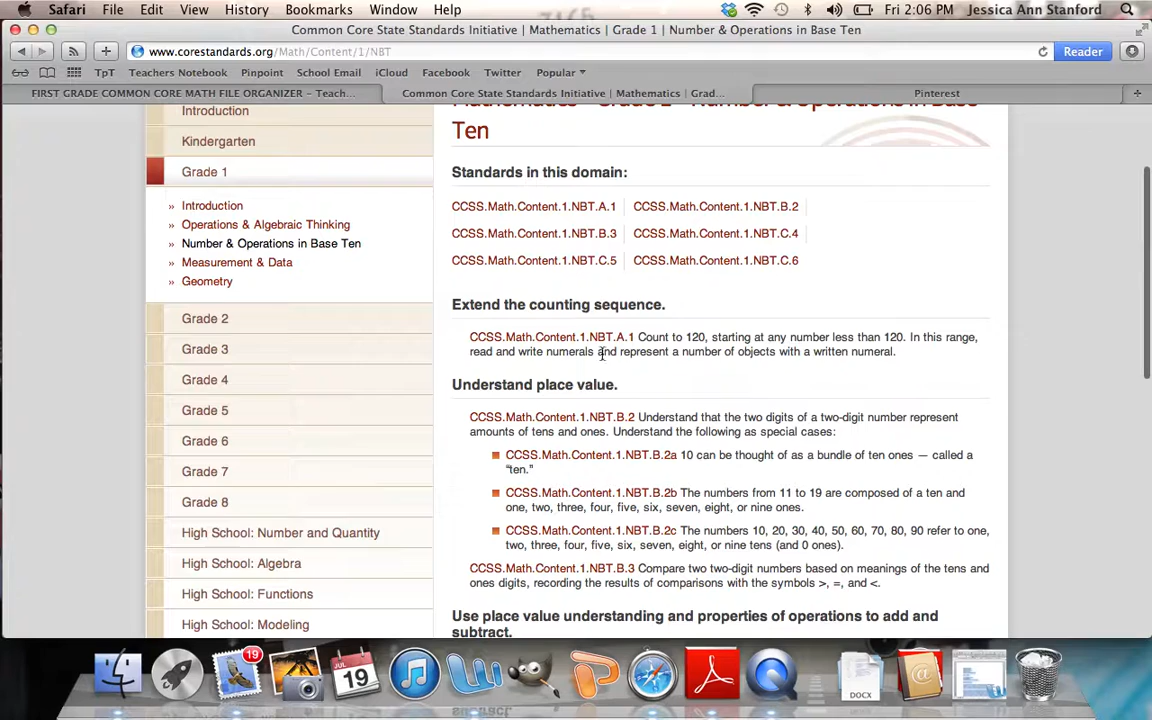 Safari File Edit View History Bookmarks Window Help Fri 2:06 PM Jessica Ann Stanford
Common Core State Standards Initiative | Mathematics | Grade 1 | Number & Operations in Base Ten
www.corestandards.org/Math/Content/1/NBT Reader
TpT Teachers Notebook Pinpoint School Email iCloud Facebook Twitter Popular
FIRST GRADE COMMON CORE MATH FILE ORGANIZER – Teach... Common Core State Standards Initiative | Mathematics | Grad... Pinterest
Introduction
Kindergarten
Grade 1
» Introduction
» Operations & Algebraic Thinking
» Number & Operations in Base Ten
» Measurement & Data
» Geometry
Grade 2
Grade 3
Grade 4
Grade 5
Grade 6
Grade 7
Grade 8
High School: Number and Quantity
High School: Algebra
High School: Functions
High School: Modeling
Ten
Standards in this domain:
CCSS.Math.Content.1.NBT.A.1 CCSS.Math.Content.1.NBT.B.2
CCSS.Math.Content.1.NBT.B.3 CCSS.Math.Content.1.NBT.C.4
CCSS.Math.Content.1.NBT.C.5 CCSS.Math.Content.1.NBT.C.6
Extend the counting sequence.
CCSS.Math.Content.1.NBT.A.1 Count to 120, starting at any number less than 120. In this range,
read and write numerals and represent a number of objects with a written numeral.
Understand place value.
CCSS.Math.Content.1.NBT.B.2 Understand that the two digits of a two-digit number represent
amounts of tens and ones. Understand the following as special cases:
CCSS.Math.Content.1.NBT.B.2a 10 can be thought of as a bundle of ten ones — called a
“ten.”
CCSS.Math.Content.1.NBT.B.2b The numbers from 11 to 19 are composed of a ten and
one, two, three, four, five, six, seven, eight, or nine ones.
CCSS.Math.Content.1.NBT.B.2c The numbers 10, 20, 30, 40, 50, 60, 70, 80, 90 refer to one,
two, three, four, five, six, seven, eight, or nine tens (and 0 ones).
CCSS.Math.Content.1.NBT.B.3 Compare two two-digit numbers based on meanings of the tens and
ones digits, recording the results of comparisons with the symbols >, =, and <.
Use place value understanding and properties of operations to add and
subtract.
19
JUL
19
DOCX